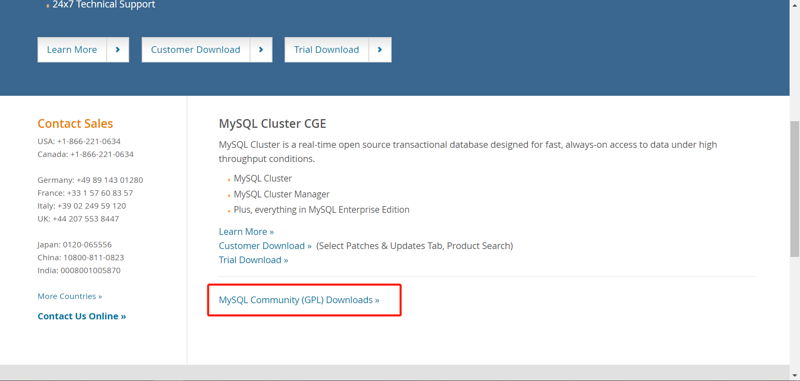 24x7 Technical Support
Learn More
Customer Download
Trial Download
Contact Sales
USA: +1-866-221-0634
Canada: +1-866-221-0634
Germany: +49 89 143 01280
France: +33 1 57 60 83 57
Italy: +39 02 249 59 120
UK: +44 207 553 8447
Japan: 0120-065556
China: 10800-811-0823
India: 0008001005870
More Countries »
Contact Us Online »
MySQL Cluster CGE
MySQL Cluster is a real-time open source transactional database designed for fast, always-on access to data under high
throughput conditions.
MySQL Cluster
MySQL Cluster Manager
Plus, everything in MySQL Enterprise Edition
Learn More »
Customer Download » (Select Patches & Updates Tab, Product Search)
Trial Download »
MySQL Community (GPL) Downloads »